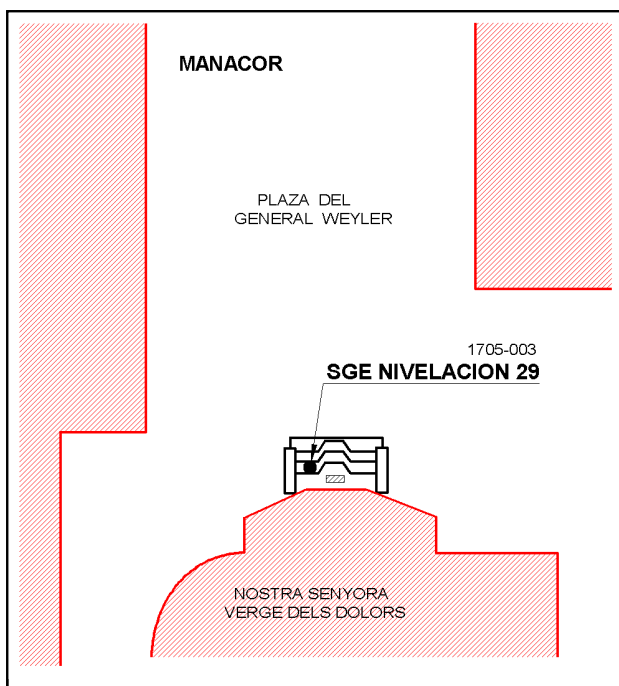 MANACOR
PLAZA DEL
GENERAL WEYLER
1705-003
SGE NIVELACION 29
NOSTRA SENYORA
VERGE DELS DOLORS